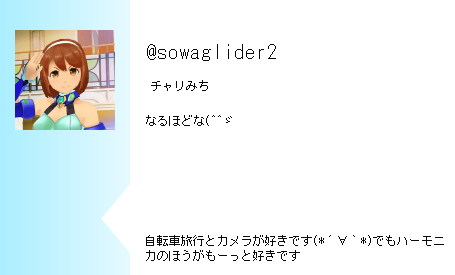 @sowaglider2
チャリみち
なるほどな(^^ゞ
自転車旅行とカメラが好きです(*´∀｀*)でもハーモニ
カのほうがもーっと好きです